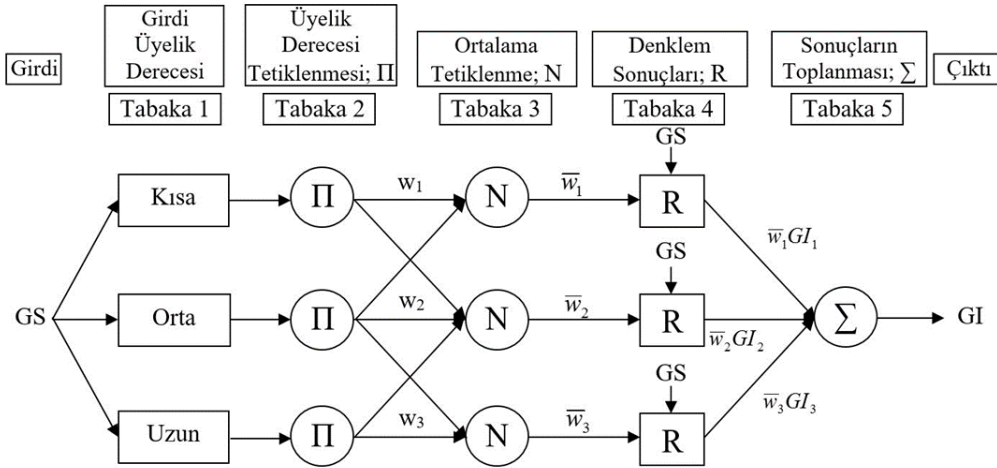 Girdi
Girdi
Üyelik
Derecesi
Üyelik
Derecesi
Tetiklenmesi; Π
Ortalama
Tetiklenme; N
Denklem
Sonuçları; R
Sonuçların
Toplanması; ∑
Çıktı
Tabaka 1
Tabaka 2
Tabaka 3
Tabaka 4
Tabaka 5
GS
Kısa
Π
w₁
N
w̅₁
GS
R
w̅₁GI₁
Orta
Π
w₂
N
w̅₂
GS
R
w̅₂GI₂
∑
GI
Uzun
Π
w₃
N
w̅₃
GS
R
w̅₃GI₃